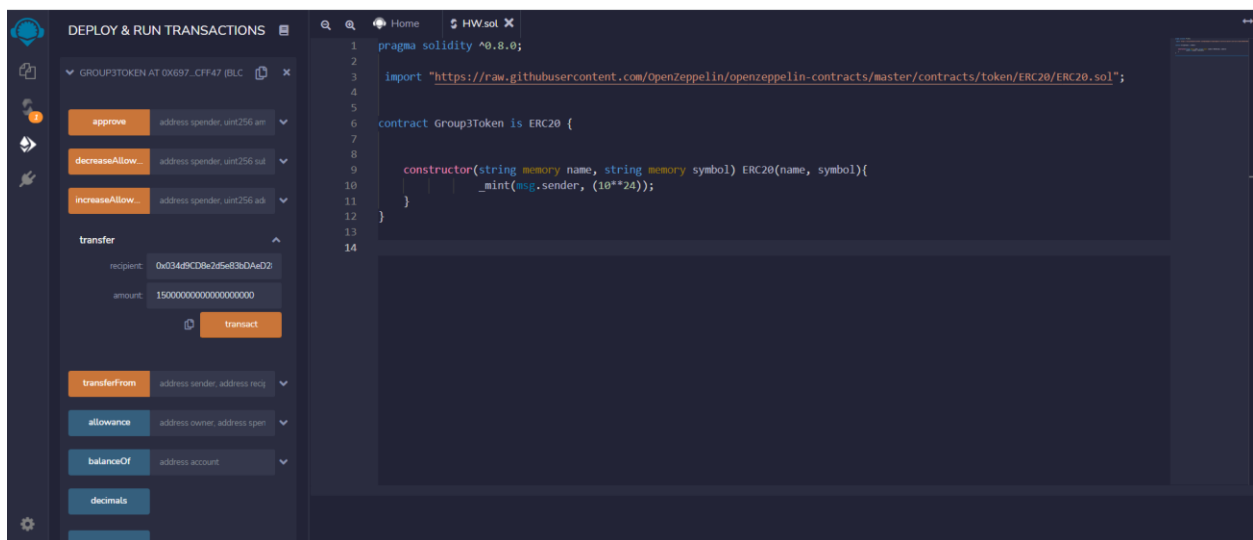 DEPLOY & RUN TRANSACTIONS
GROUP3TOKEN AT 0X697...CFF47 (BLC
approve address spender, uint256 am
decreaseAllow... address spender, uint256 sub
increaseAllow... address spender, uint256 adc
transfer
recipient: 0x034d9CD8e2d5e83bDAeD2
amount: 15000000000000000000
transact
transferFrom address sender, address recip
allowance address owner, address spen
balanceOf address account
decimals
Home HW.sol
1 pragma solidity ^0.8.0;
2
3 import "https://raw.githubusercontent.com/OpenZeppelin/openzeppelin-contracts/master/contracts/token/ERC20/ERC20.sol";
4
5
6 contract Group3Token is ERC20 {
7
8
9 constructor(string memory name, string memory symbol) ERC20(name, symbol){
10 _mint(msg.sender, (10**24));
11 }
12 }
13
14